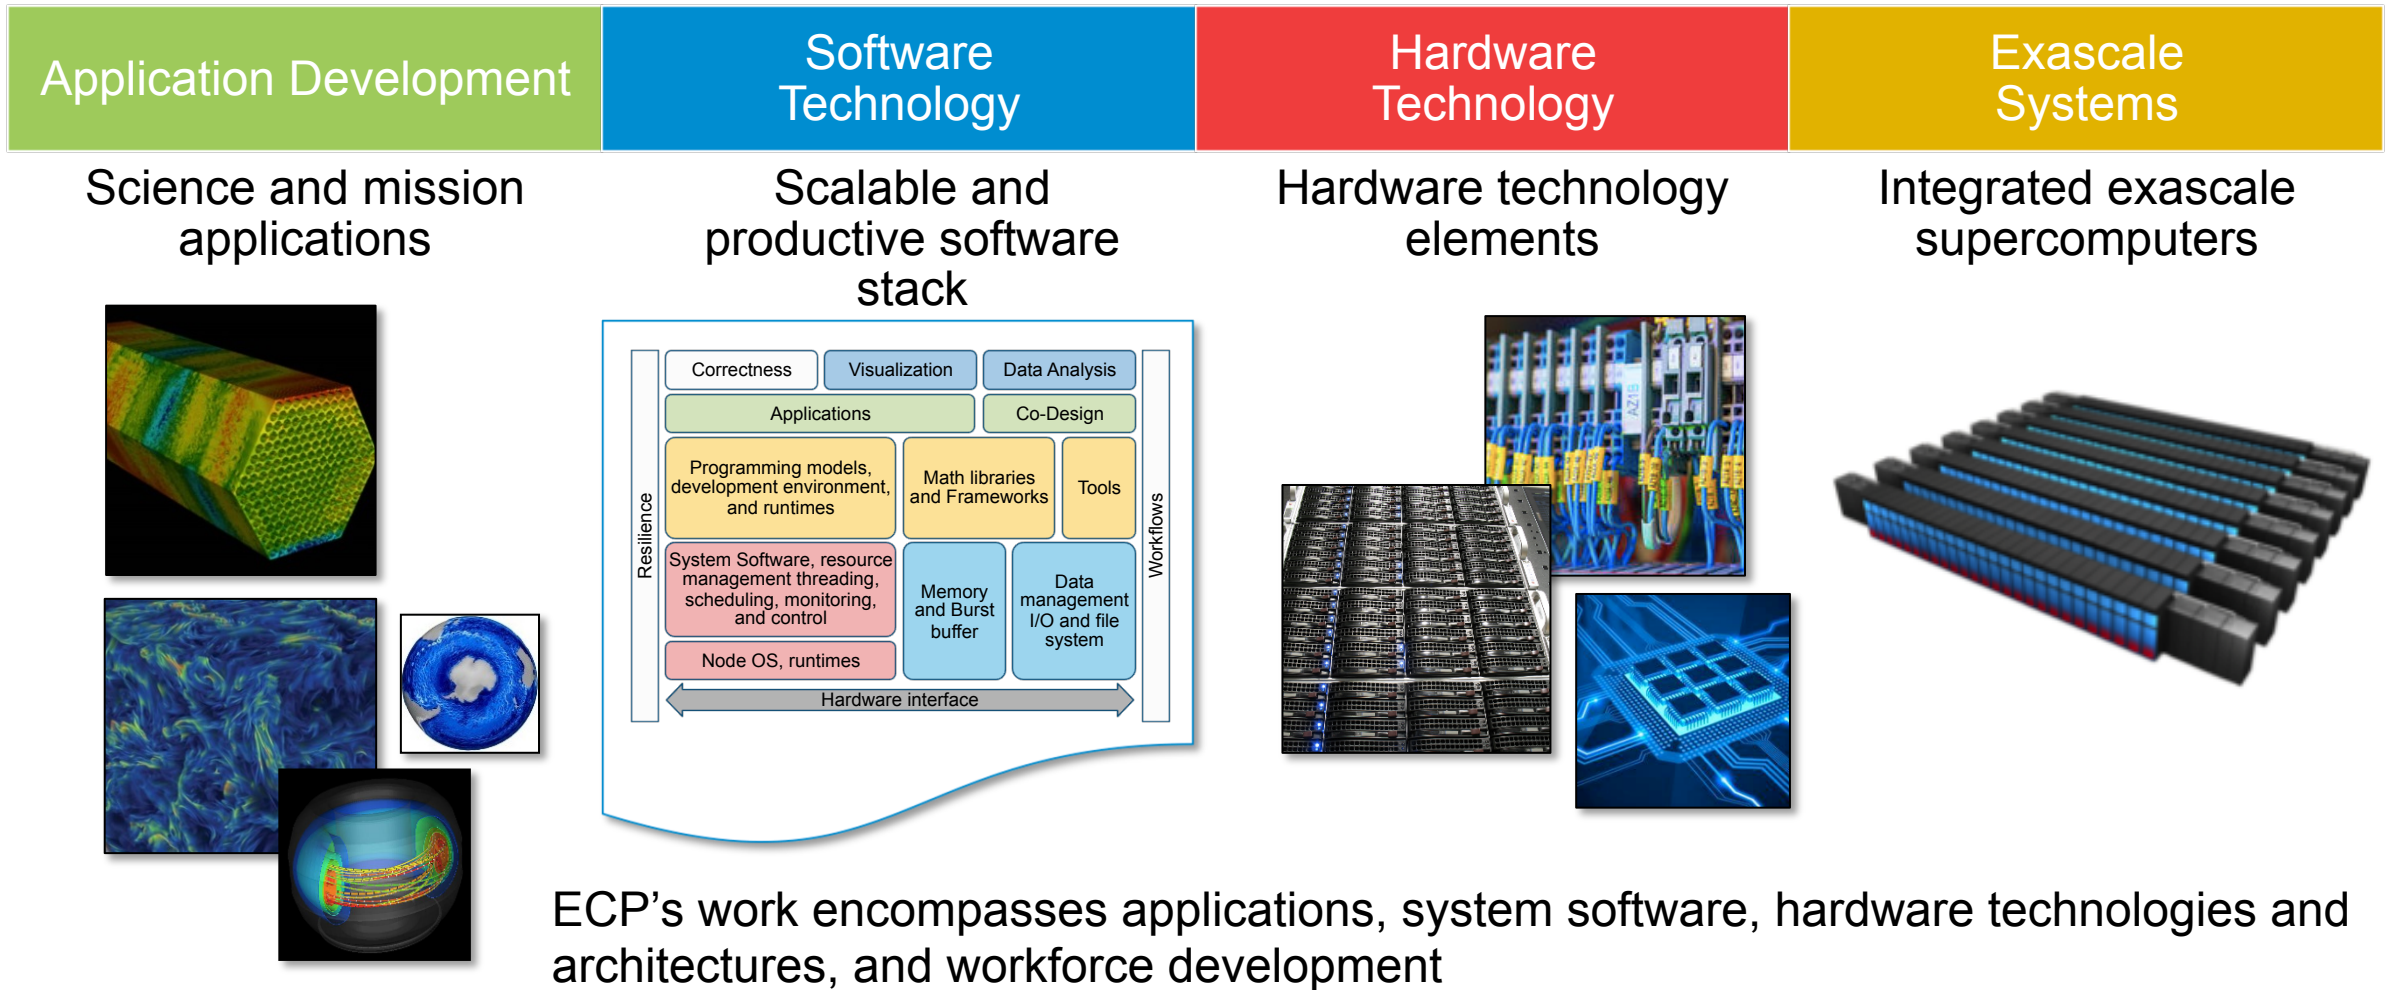 Application Development
Software
Technology
Hardware
Technology
Exascale
Systems
Science and mission
applications
Scalable and
productive software
stack
Hardware technology
elements
Integrated exascale
supercomputers
Resilience
Correctness
Visualization
Data Analysis
Applications
Co-Design
Programming models,
development environment,
and runtimes
Math libraries
and Frameworks
Tools
System Software, resource
management threading,
scheduling, monitoring,
and control
Memory
and Burst
buffer
Data
management
I/O and file
system
Node OS, runtimes
Hardware interface
Workflows
AZ1B
ECP’s work encompasses applications, system software, hardware technologies and
architectures, and workforce development